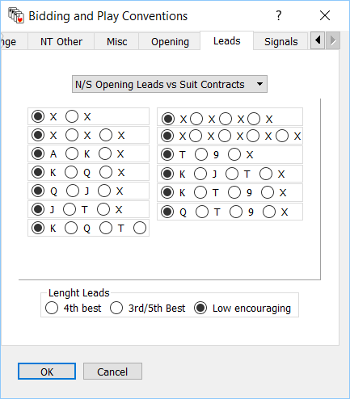 Bidding and Play Conventions
nge NT Other Misc Opening Leads Signals
N/S Opening Leads vs Suit Contracts
X X X X X X
X X X X X X X X
A K X T 9 X
K Q X K J T X
Q J X K T 9 X
J T X Q T 9 X
K Q T
Lenght Leads
4th best 3rd/5th Best Low encouraging
OK Cancel